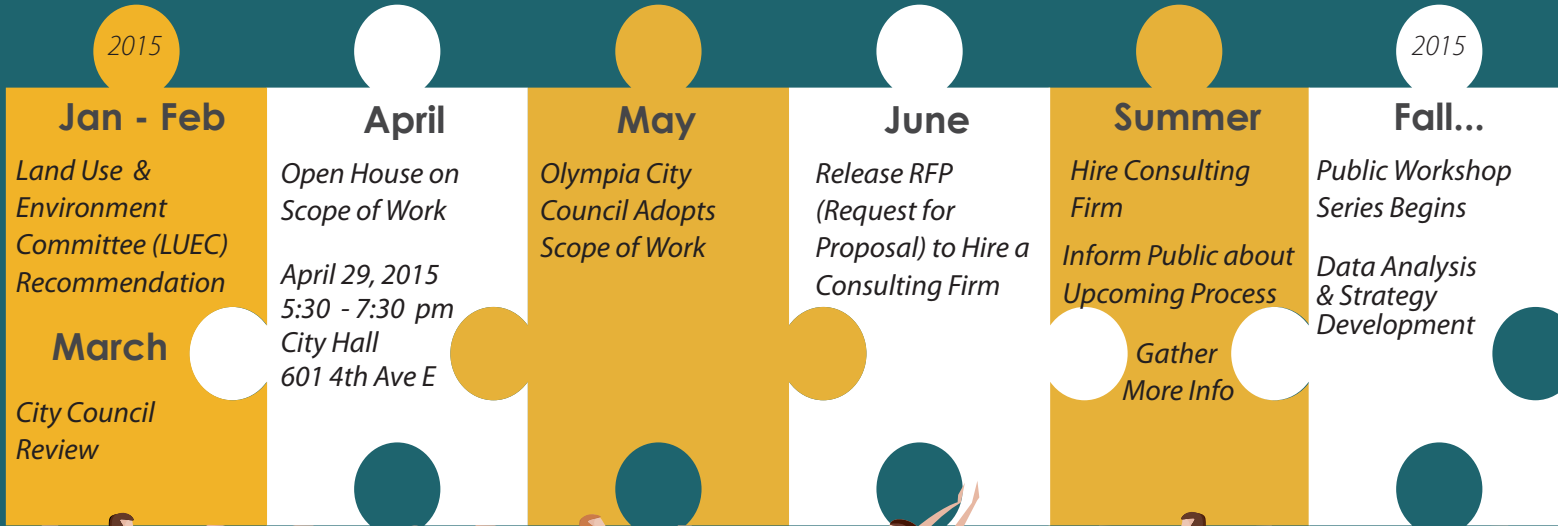 2015
Jan - Feb
Land Use &
Environment
Committee (LUEC)
Recommendation
March
City Council
Review
April
Open House on
Scope of Work
April 29, 2015
5:30 - 7:30 pm
City Hall
601 4th Ave E
May
Olympia City
Council Adopts
Scope of Work
June
Release RFP
(Request for
Proposal) to Hire a
Consulting Firm
Summer
Hire Consulting
Firm
Inform Public about
Upcoming Process
Gather
More Info
2015
Fall...
Public Workshop
Series Begins
Data Analysis
& Strategy
Development